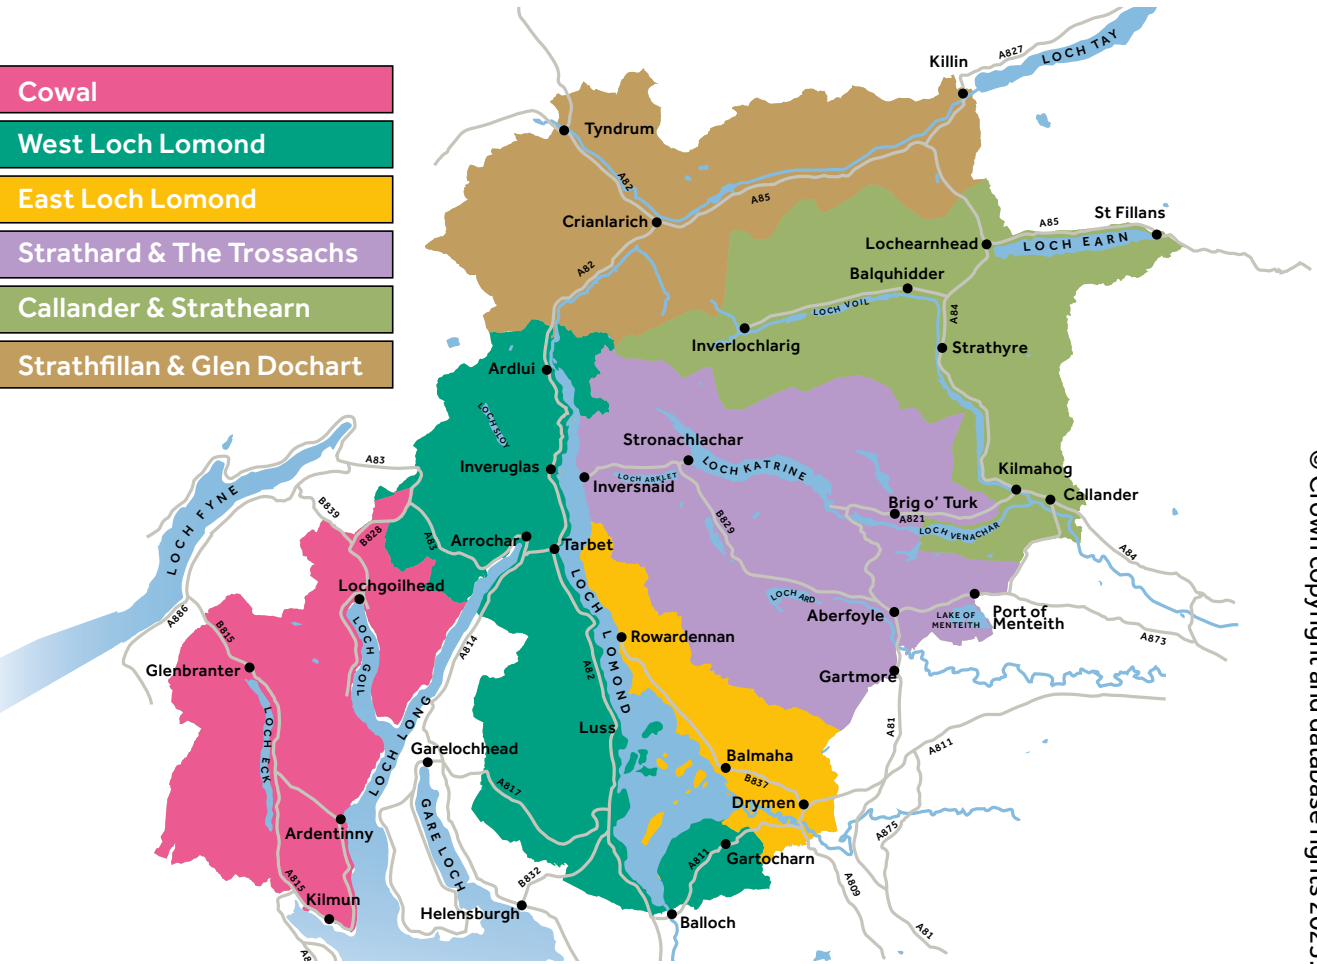 Cowal
West Loch Lomond
East Loch Lomond
Strathard & The Trossachs
Callander & Strathearn
Strathfillan & Glen Dochart
Killin
A827
LOCH TAY
Tyndrum
A82
A85
Crianlarich
A82
St Fillans
A85
Lochearnhead
LOCH EARN
Balquhidder
LOCH VOIL
A84
Inverlochlarig
Strathyre
Ardlui
LOCH SLOY
Stronachlachar
LOCH KATRINE
Inveruglas
LOCH ARKLET
Inversnaid
Kilmahog
Callander
Brig o' Turk
A821
LOCH VENACHAR
A83
LOCH FYNE
B839
B828
A83
Arrochar
Tarbet
B829
A84
Lochgoilhead
LOCH ARD
Aberfoyle
LAKE OF
MENTEITH
Port of
Menteith
A873
A886
B815
LOCH GOIL
A814
LOCH LOMOND
Rowardennan
Glenbranter
A82
Gartmore
LOCH ECK
LOCH LONG
Luss
A81
A811
Garelochhead
Balmaha
B837
A817
Drymen
GARE LOCH
Ardentinny
A875
A811
Gartocharn
A815
Kilmun
B832
A809
Helensburgh
Balloch
A81
A8
© Crown copyright and database rights 2023.